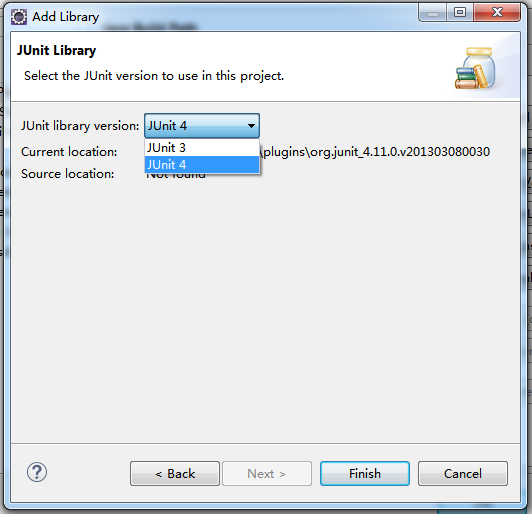 Add Library
JUnit Library
Select the JUnit version to use in this project.
JUnit library version: JUnit 4
JUnit 3
Current location: \plugins\org.junit_4.11.0.v201303080030
JUnit 4
Source location: Not found
?
< Back Next > Finish Cancel